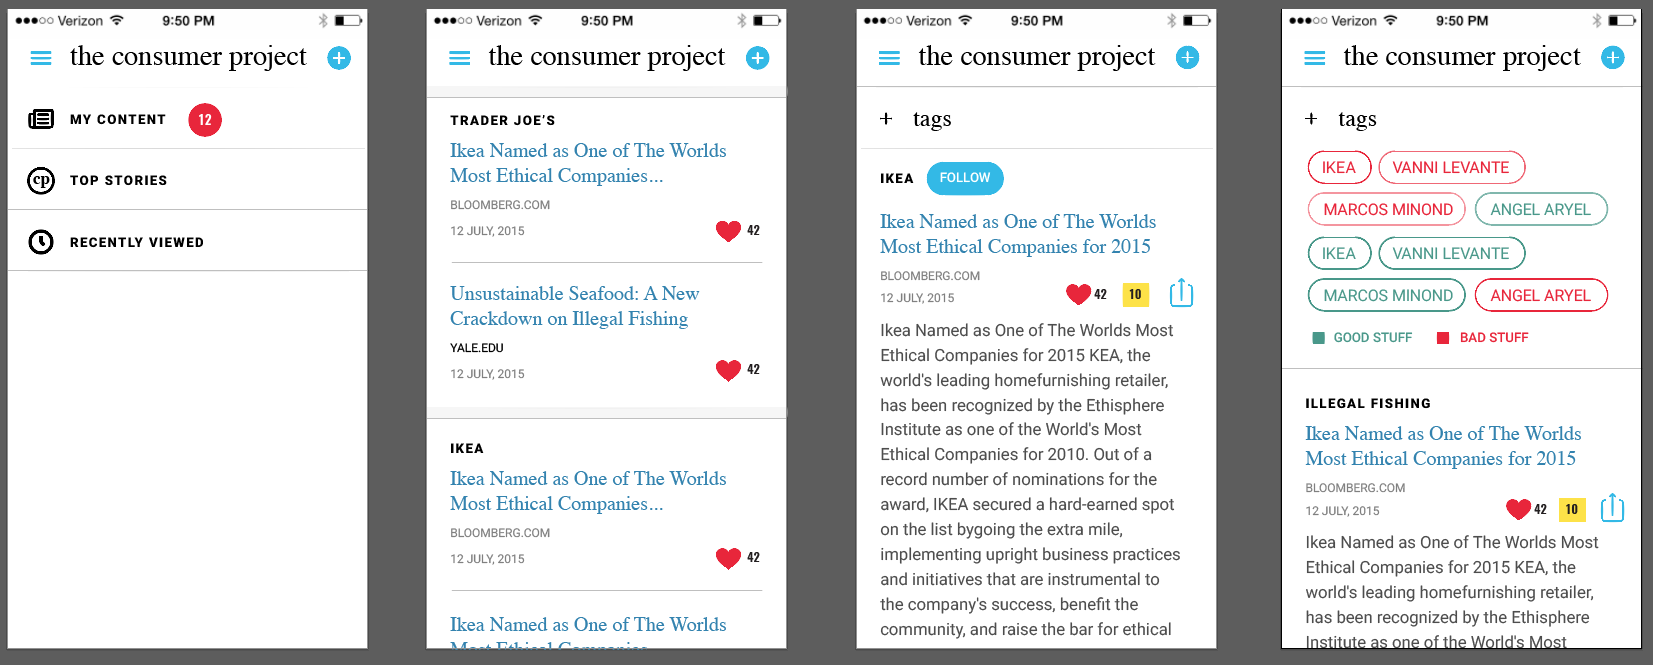 Verizon 9:50 PM
the consumer project
MY CONTENT 12
cp TOP STORIES
RECENTLY VIEWED
Verizon 9:50 PM
the consumer project
TRADER JOE'S
Ikea Named as One of The Worlds
Most Ethical Companies...
BLOOMBERG.COM
12 JULY, 2015 42
Unsustainable Seafood: A New
Crackdown on Illegal Fishing
YALE.EDU
12 JULY, 2015 42
IKEA
Ikea Named as One of The Worlds
Most Ethical Companies...
BLOOMBERG.COM
12 JULY, 2015 42
Ikea Named as One of The Worlds
Most Ethical Companies...
Verizon 9:50 PM
the consumer project
+ tags
IKEA FOLLOW
Ikea Named as One of The Worlds
Most Ethical Companies for 2015
BLOOMBERG.COM
12 JULY, 2015 42 10
Ikea Named as One of The Worlds Most
Ethical Companies for 2015 KEA, the
world's leading homefurnishing retailer,
has been recognized by the Ethisphere
Institute as one of the World's Most
Ethical Companies for 2010. Out of a
record number of nominations for the
award, IKEA secured a hard-earned spot
on the list bygoing the extra mile,
implementing upright business practices
and initiatives that are instrumental to
the company's success, benefit the
community, and raise the bar for ethical
Verizon 9:50 PM
the consumer project
+ tags
IKEA VANNI LEVANTE
MARCOS MINOND ANGEL ARYEL
IKEA VANNI LEVANTE
MARCOS MINOND ANGEL ARYEL
GOOD STUFF BAD STUFF
ILLEGAL FISHING
Ikea Named as One of The Worlds
Most Ethical Companies for 2015
BLOOMBERG.COM
12 JULY, 2015 42 10
Ikea Named as One of The Worlds Most
Ethical Companies for 2015 KEA, the
world's leading homefurnishing retailer,
has been recognized by the Ethisphere
Institute as one of the World's Most